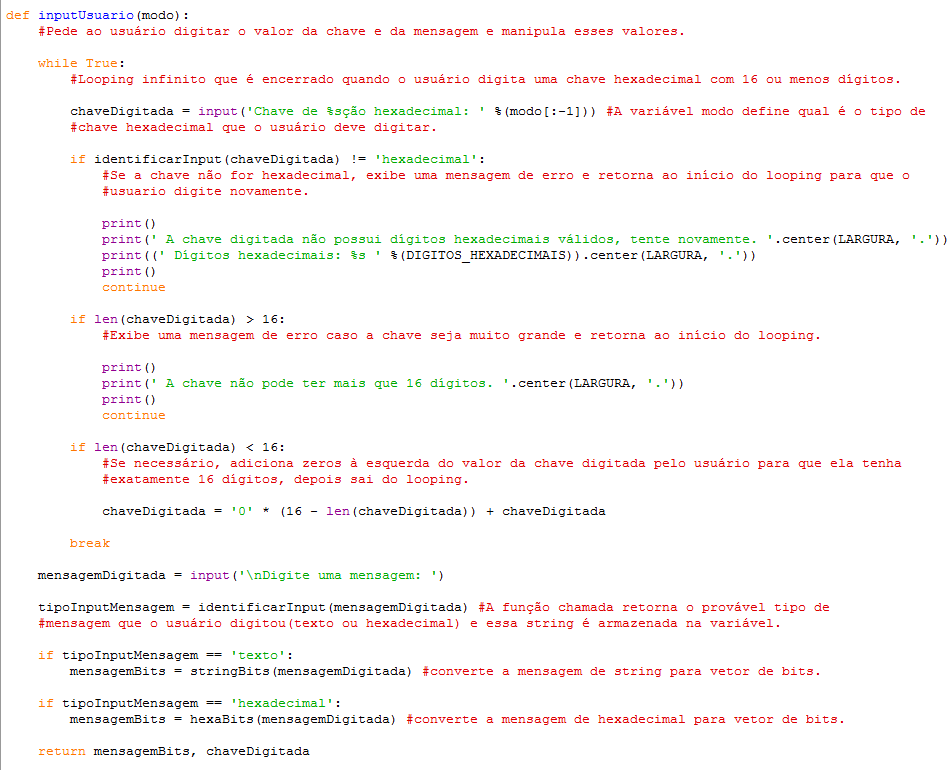 def inputUsuario(modo):
    #Pede ao usuário digitar o valor da chave e da mensagem e manipula esses valores.

    while True:
        #Looping infinito que é encerrado quando o usuário digita uma chave hexadecimal com 16 ou menos dígitos.

        chaveDigitada = input('Chave de %sção hexadecimal: ' %(modo[:-1])) #A variável modo define qual é o tipo de
        #chave hexadecimal que o usuário deve digitar.

        if identificarInput(chaveDigitada) != 'hexadecimal':
            #Se a chave não for hexadecimal, exibe uma mensagem de erro e retorna ao início do looping para que o
            #usuario digite novamente.

            print()
            print(' A chave digitada não possui dígitos hexadecimais válidos, tente novamente. '.center(LARGURA, '.'))
            print((' Dígitos hexadecimais: %s ' %(DIGITOS_HEXADECIMAIS)).center(LARGURA, '.'))
            print()
            continue

        if len(chaveDigitada) > 16:
            #Exibe uma mensagem de erro caso a chave seja muito grande e retorna ao início do looping.

            print()
            print(' A chave não pode ter mais que 16 dígitos. '.center(LARGURA, '.'))
            print()
            continue

        if len(chaveDigitada) < 16:
            #Se necessário, adiciona zeros à esquerda do valor da chave digitada pelo usuário para que ela tenha
            #exatamente 16 dígitos, depois sai do looping.

            chaveDigitada = '0' * (16 - len(chaveDigitada)) + chaveDigitada

        break

    mensagemDigitada = input('\nDigite uma mensagem: ')

    tipoInputMensagem = identificarInput(mensagemDigitada) #A função chamada retorna o provável tipo de
    #mensagem que o usuário digitou(texto ou hexadecimal) e essa string é armazenada na variável.

    if tipoInputMensagem == 'texto':
        mensagemBits = stringBits(mensagemDigitada) #converte a mensagem de string para vetor de bits.

    if tipoInputMensagem == 'hexadecimal':
        mensagemBits = hexaBits(mensagemDigitada) #converte a mensagem de hexadecimal para vetor de bits.

    return mensagemBits, chaveDigitada